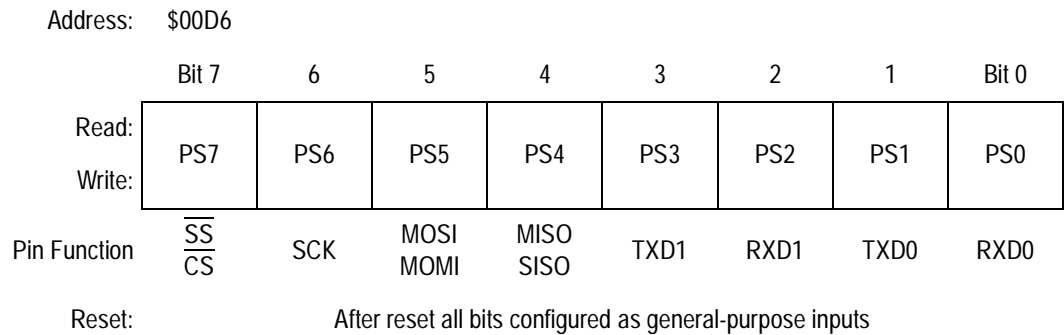 Address: $00D6
Bit 7 6 5 4 3 2 1 Bit 0
Read:
PS7 PS6 PS5 PS4 PS3 PS2 PS1 PS0
Write:
Pin Function SS CS SCK MOSI MOMI MISO SISO TXD1 RXD1 TXD0 RXD0
Reset: After reset all bits configured as general-purpose inputs